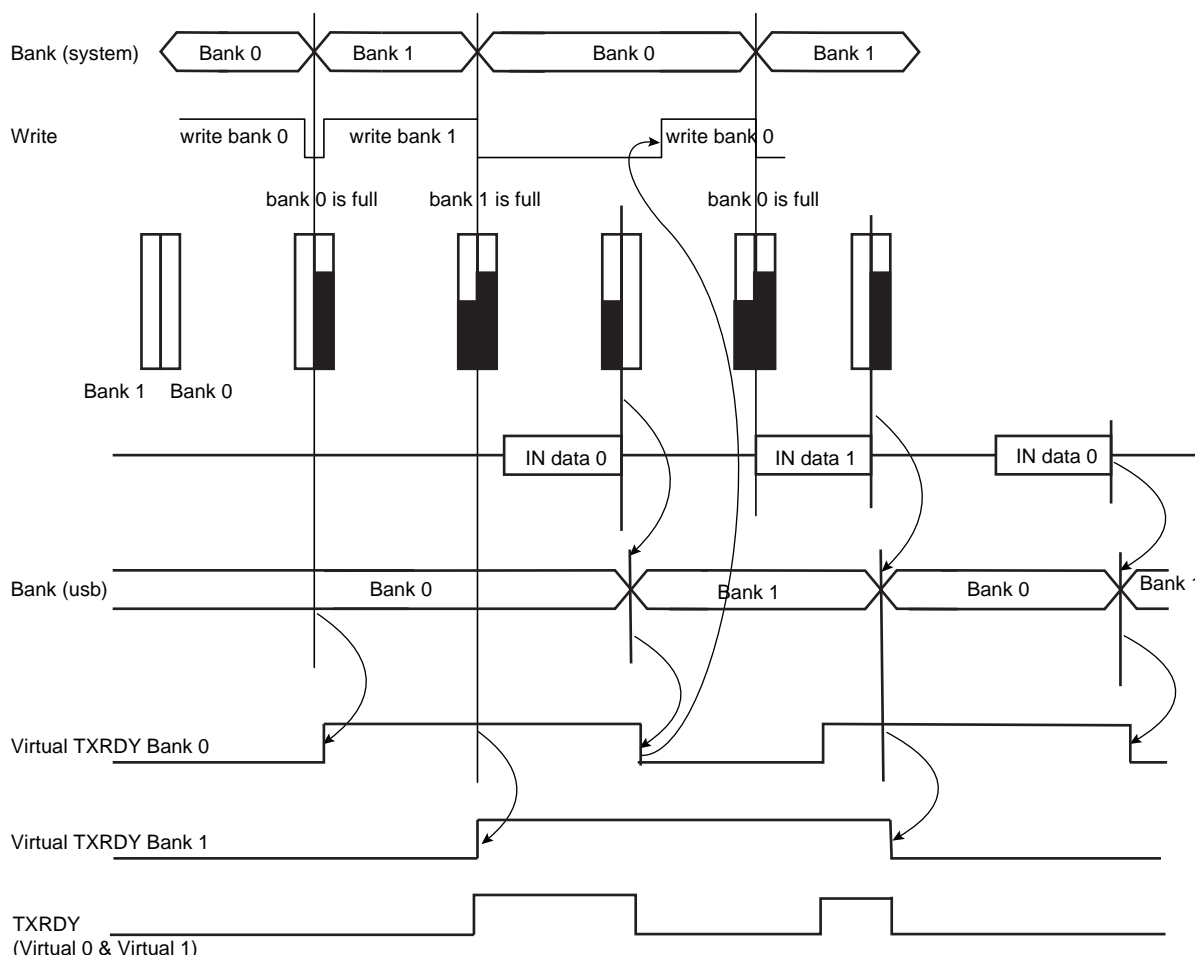 Bank (system)
Bank 0
Bank 1
Bank 0
Bank 1
Write
write bank 0
write bank 1
write bank 0
bank 0 is full
bank 1 is full
bank 0 is full
Bank 1
Bank 0
IN data 0
IN data 1
IN data 0
Bank (usb)
Bank 0
Bank 1
Bank 0
Bank 1
Virtual TXRDY Bank 0
Virtual TXRDY Bank 1
TXRDY
(Virtual 0 & Virtual 1)